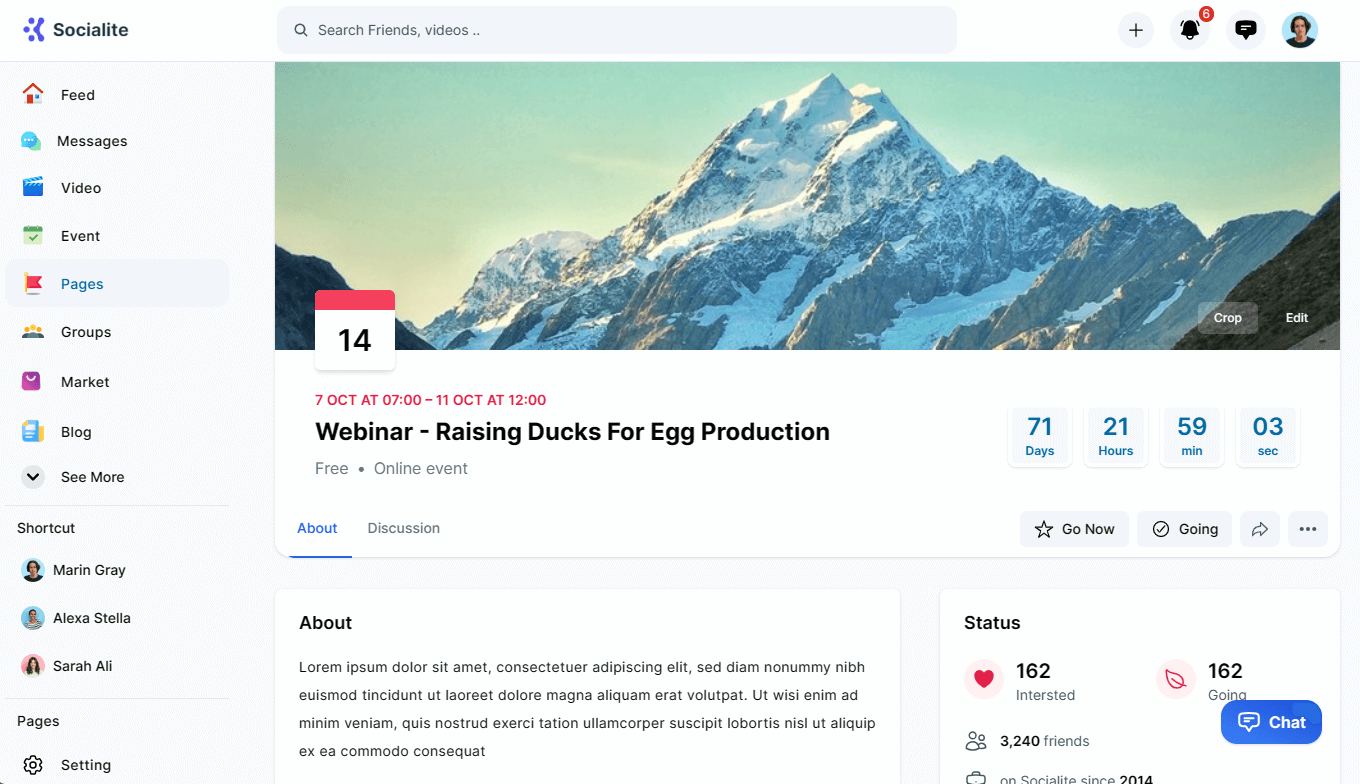 Socialite
Search Friends, videos ..
6
Feed
Messages
Video
Event
Pages
Groups
Market
Blog
See More
Shortcut
Marin Gray
Alexa Stella
Sarah Ali
Pages
Setting
Crop
Edit
14
7 OCT AT 07:00 – 11 OCT AT 12:00
Webinar - Raising Ducks For Egg Production
Free • Online event
71
Days
21
Hours
59
min
03
sec
About
Discussion
Go Now
Going
About
Lorem ipsum dolor sit amet, consectetuer adipiscing elit, sed diam nonummy nibh
euismod tincidunt ut laoreet dolore magna aliquam erat volutpat. Ut wisi enim ad
minim veniam, quis nostrud exerci tation ullamcorper suscipit lobortis nisl ut aliquip
ex ea commodo consequat
Status
162
Intersted
162
Going
3,240 friends
on Socialite since 2014
Chat